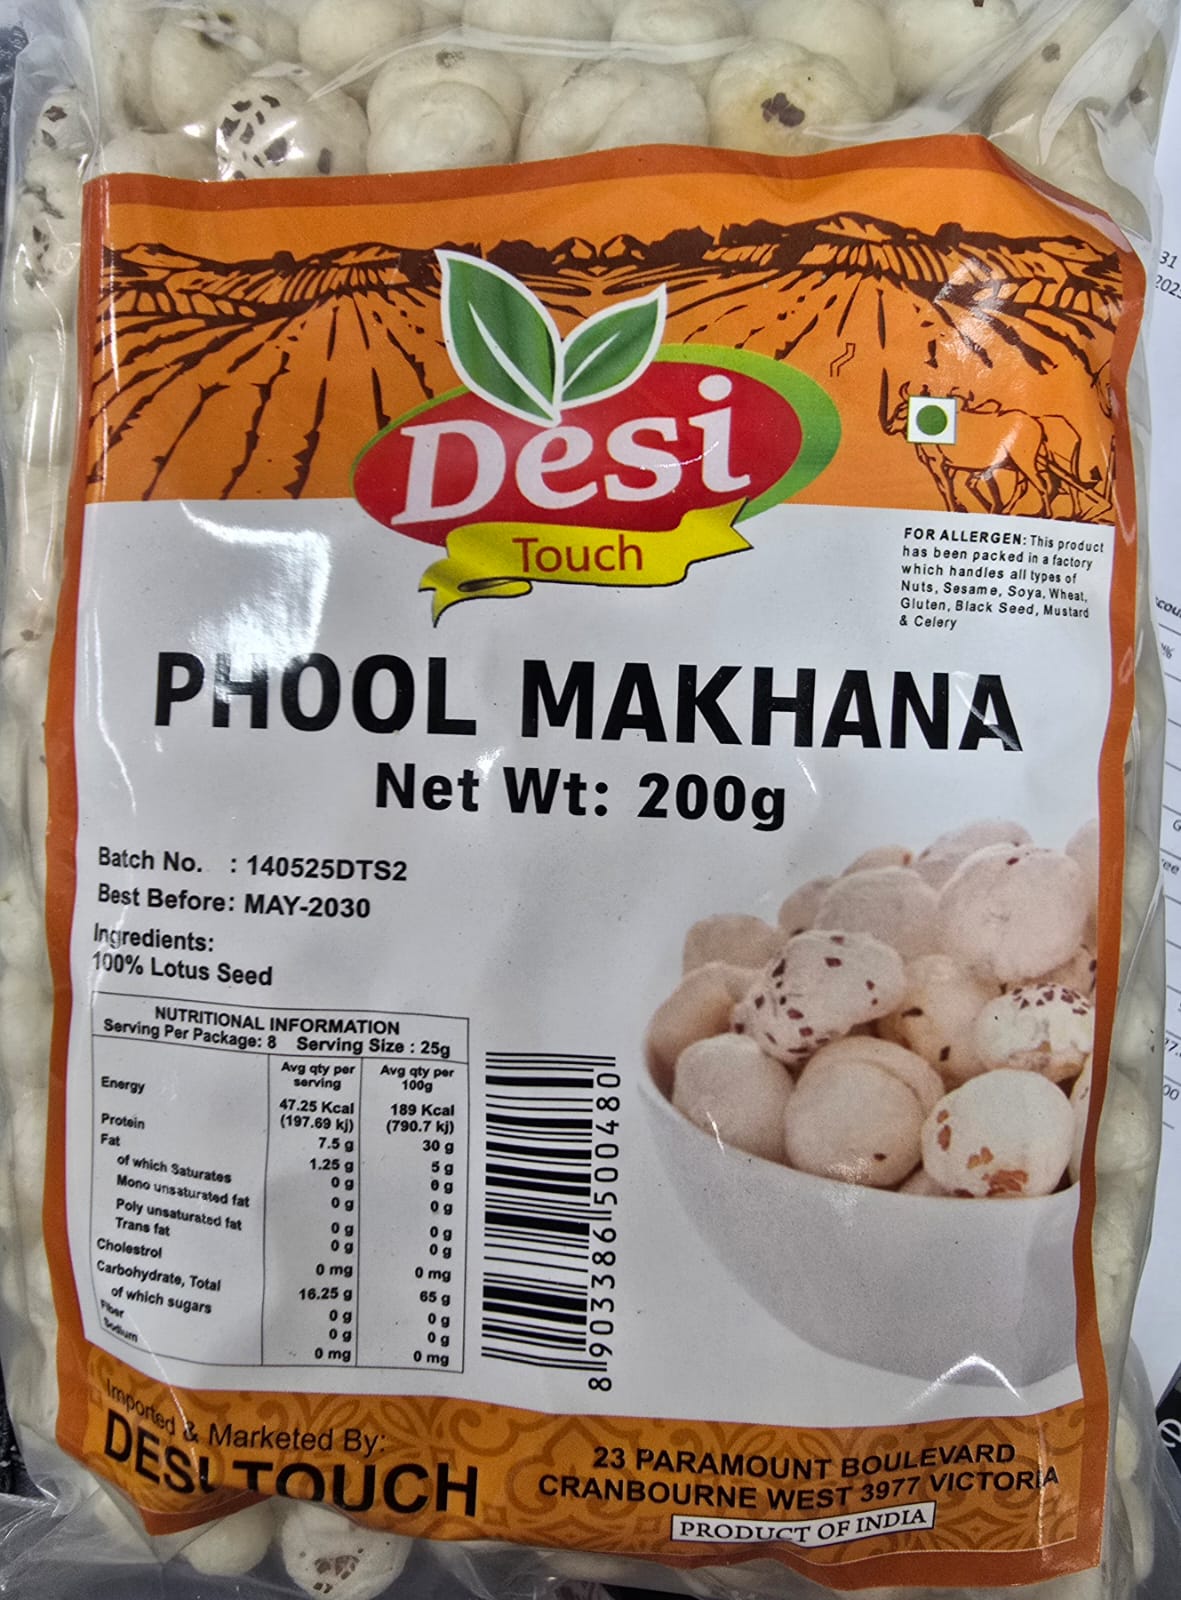 Desi
Touch
FOR ALLERGEN: This product
has been packed in a factory
which handles all types of
Nuts, Sesame, Soya, Wheat,
Gluten, Black Seed, Mustard
& Celery
PHOOL MAKHANA
Net Wt: 200g
Batch No. : 140525DTS2
Best Before: MAY-2030
Ingredients:
100% Lotus Seed
NUTRITIONAL INFORMATION
Serving Per Package: 8 Serving Size : 25g
Avg qty per serving Avg qty per 100g
Energy 47.25 Kcal (197.69 kj) 189 Kcal (790.7 kj)
Protein 7.5 g 30 g
Fat 1.25 g 5 g
of which Saturates 0 g 0 g
Mono unsaturated fat 0 g 0 g
Poly unsaturated fat 0 g 0 g
Trans fat 0 g 0 g
Cholestrol 0 mg 0 mg
Carbohydrate, Total 16.25 g 65 g
of which sugars 0 g 0 g
Fiber 0 g 0 g
Sodium 0 mg 0 mg
8 903386 500480
Imported & Marketed By:
DESI TOUCH
23 PARAMOUNT BOULEVARD
CRANBOURNE WEST 3977 VICTORIA
PRODUCT OF INDIA